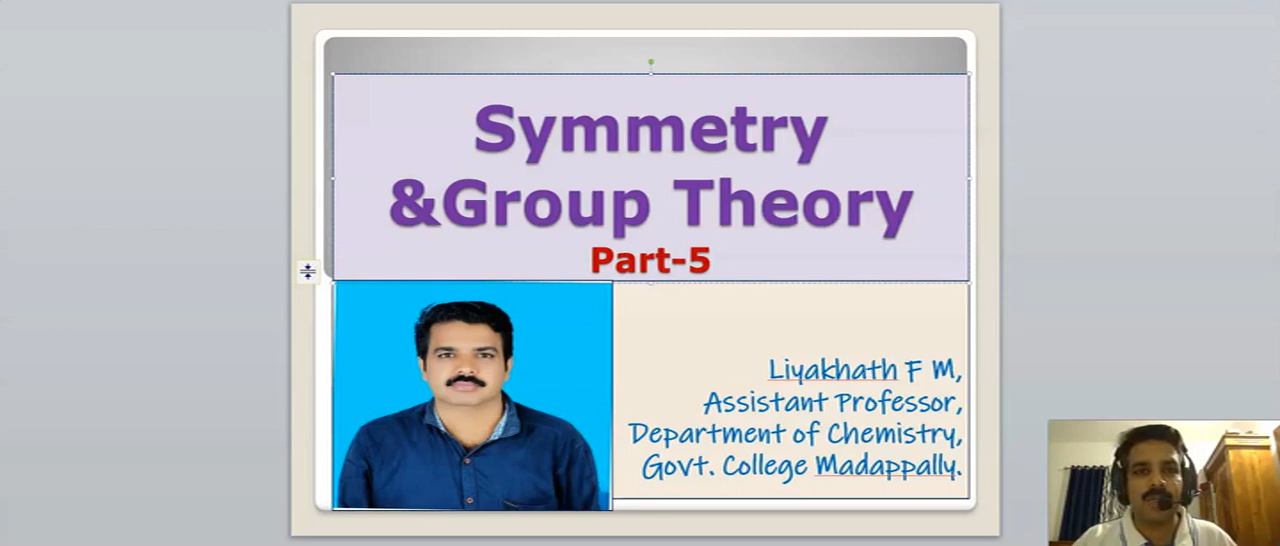 Symmetry
&Group Theory
Part-5
Liyakhath F M,
Assistant Professor,
Department of Chemistry,
Govt. College Madappally.